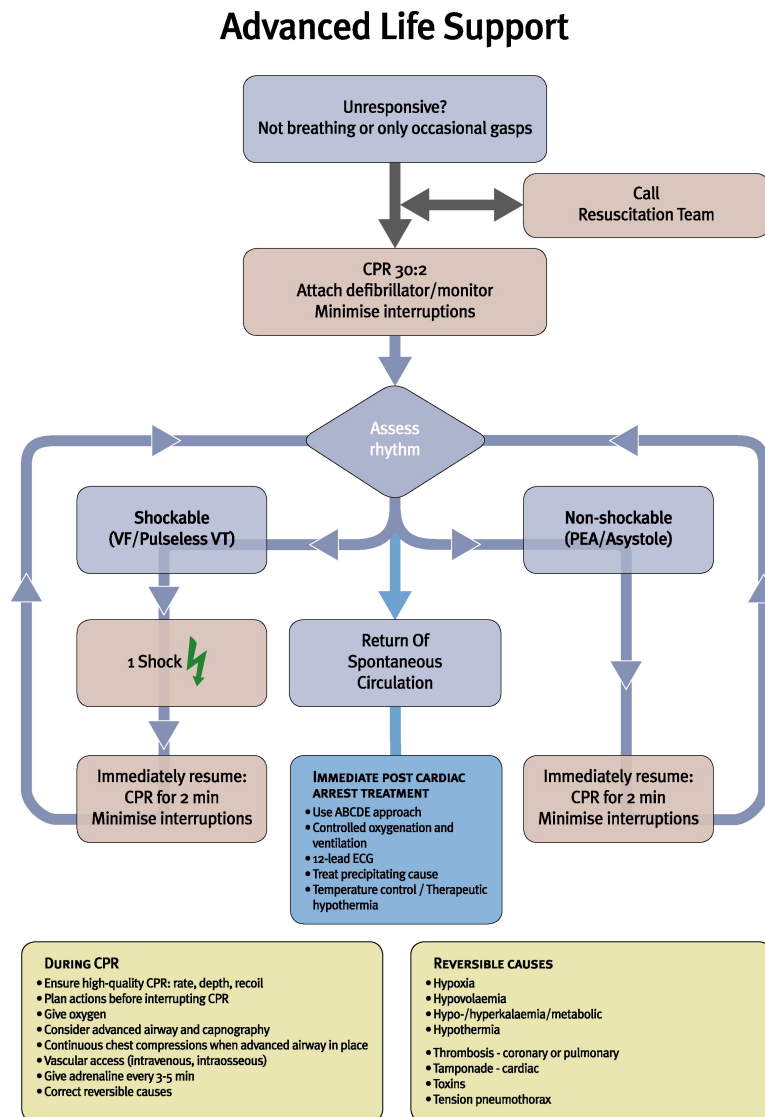 Advanced Life Support
Unresponsive?
Not breathing or only occasional gasps
Call
Resuscitation Team
CPR 30:2
Attach defibrillator/monitor
Minimise interruptions
Assess
rhythm
Shockable
(VF/Pulseless VT)
Non-shockable
(PEA/Asystole)
1 Shock
Return Of
Spontaneous
Circulation
Immediately resume:
CPR for 2 min
Minimise interruptions
Immediate post cardiac
arrest treatment
• Use ABCDE approach
• Controlled oxygenation and
ventilation
• 12-lead ECG
• Treat precipitating cause
• Temperature control / Therapeutic
hypothermia
Immediately resume:
CPR for 2 min
Minimise interruptions
During CPR
• Ensure high-quality CPR: rate, depth, recoil
• Plan actions before interrupting CPR
• Give oxygen
• Consider advanced airway and capnography
• Continuous chest compressions when advanced airway in place
• Vascular access (intravenous, intraosseous)
• Give adrenaline every 3-5 min
• Correct reversible causes
Reversible causes
• Hypoxia
• Hypovolaemia
• Hypo-/hyperkalaemia/metabolic
• Hypothermia
• Thrombosis - coronary or pulmonary
• Tamponade - cardiac
• Toxins
• Tension pneumothorax